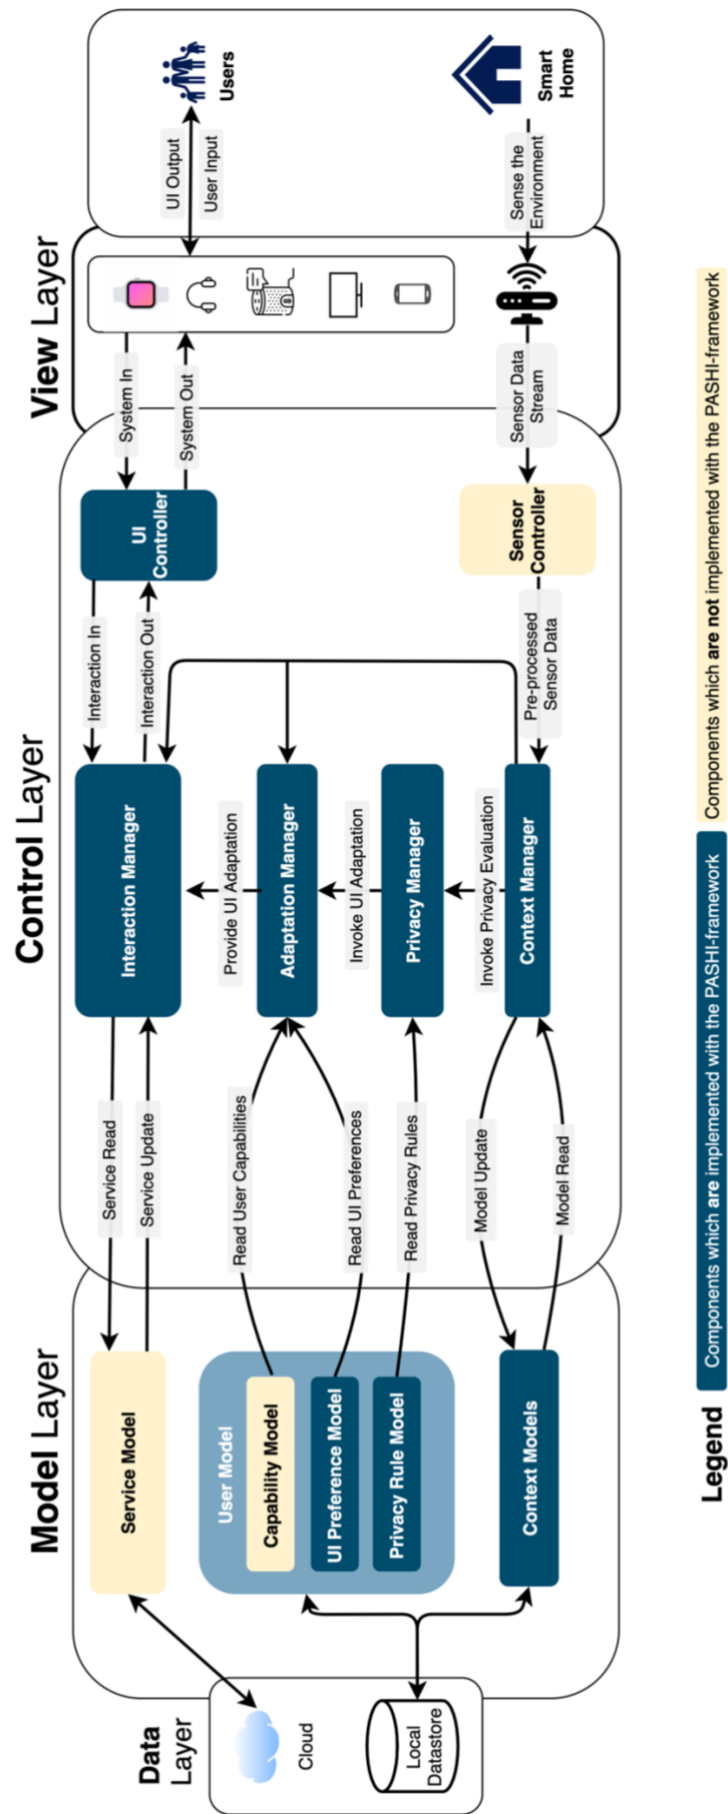 Data
Layer
Model Layer
Control Layer
View Layer
Cloud
Local
Datastore
Service Model
User Model
Capability Model
UI Preference Model
Privacy Rule Model
Context Models
Service Read
Service Update
Read User Capabilities
Read UI Preferences
Read Privacy Rules
Model Update
Model Read
Interaction Manager
Provide UI Adaptation
Adaptation Manager
Invoke UI Adaptation
Privacy Manager
Invoke Privacy Evaluation
Context Manager
Interaction In
Interaction Out
Pre-processed
Sensor Data
UI
Controller
Sensor
Controller
System In
System Out
Sensor Data
Stream
UI Output
User Input
Sense the
Environment
Users
Smart
Home
Legend
Components which are implemented with the PASHI-framework
Components which are not implemented with the PASHI-framework